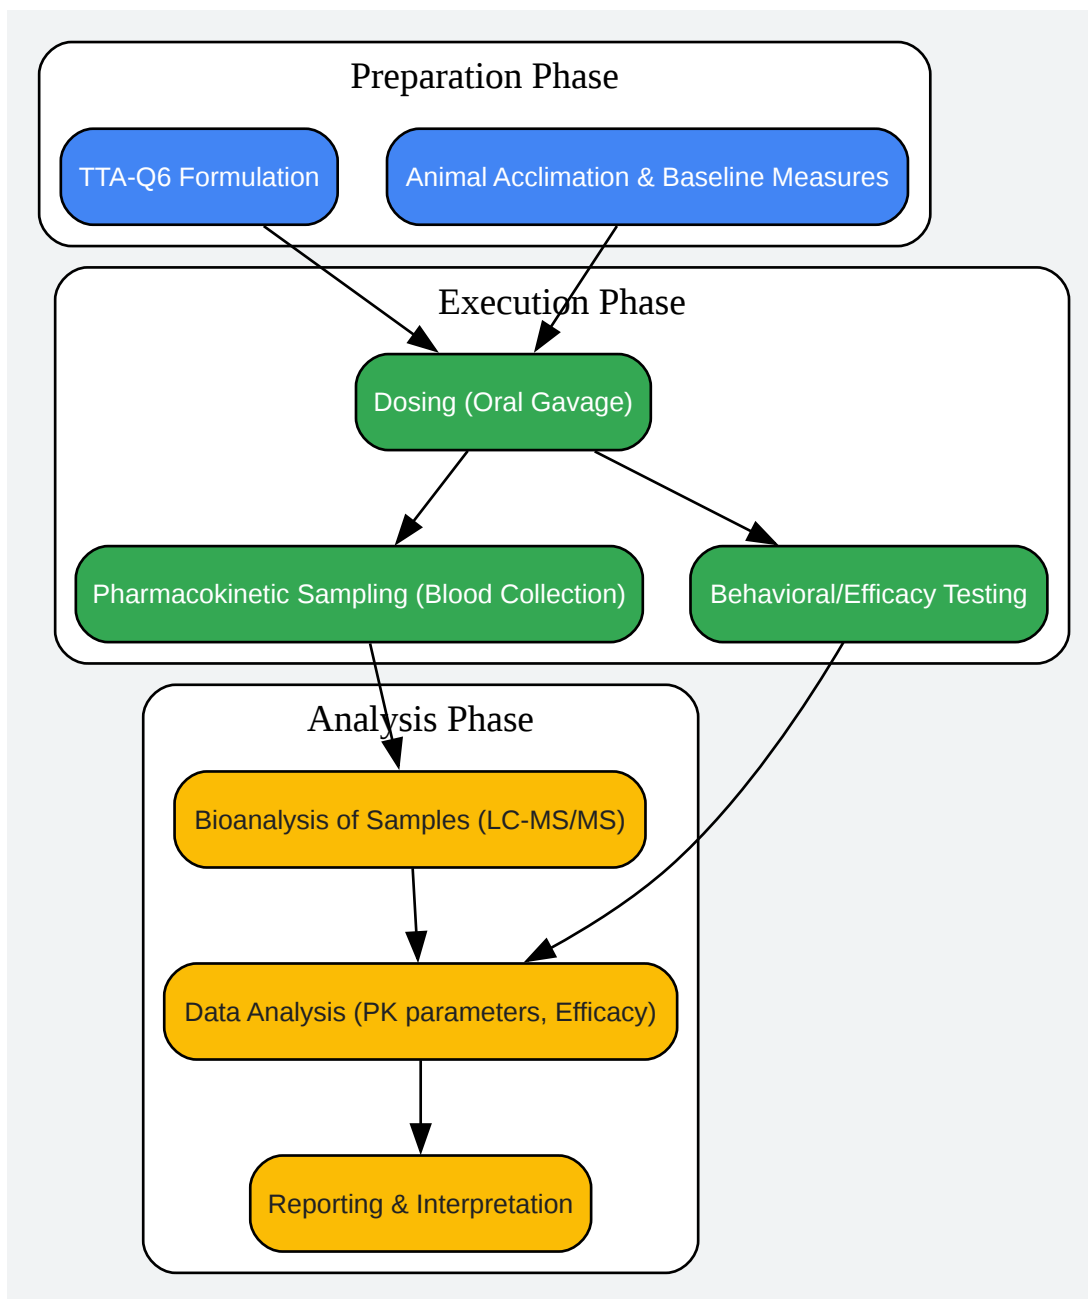 Preparation Phase
TTA-Q6 Formulation
Animal Acclimation & Baseline Measures
Execution Phase
Dosing (Oral Gavage)
Pharmacokinetic Sampling (Blood Collection)
Behavioral/Efficacy Testing
Analysis Phase
Bioanalysis of Samples (LC-MS/MS)
Data Analysis (PK parameters, Efficacy)
Reporting & Interpretation